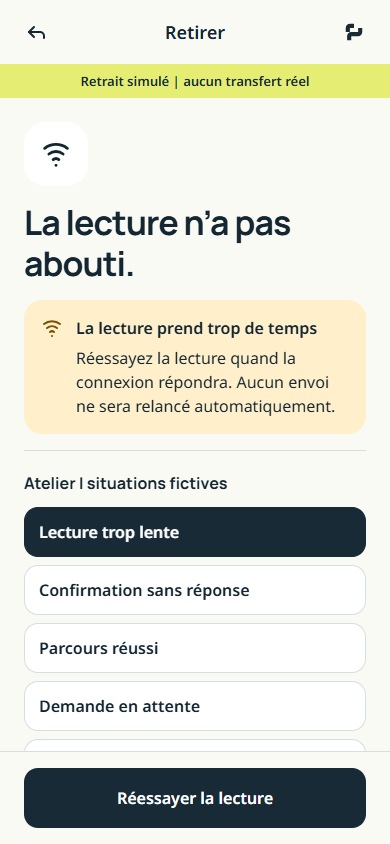 Retirer
Retrait simulé | aucun transfert réel
La lecture n’a pas
abouti.
La lecture prend trop de temps
Réessayez la lecture quand la
connexion répondra. Aucun envoi
ne sera relancé automatiquement.
Atelier | situations fictives
Lecture trop lente
Confirmation sans réponse
Parcours réussi
Demande en attente
Réessayer la lecture